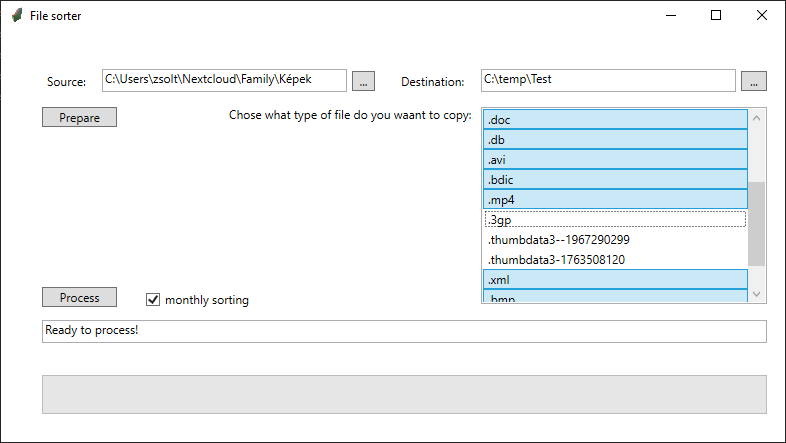 File sorter
Source: C:\Users\zsolt\Nextcloud\Family\Képek ... Destination: C:\temp\Test ...
Prepare Chose what type of file do you waant to copy:
.doc
.db
.avi
.bdic
.mp4
.3gp
.thumbdata3--1967290299
.thumbdata3-1763508120
.xml
.bmp
Process monthly sorting
Ready to process!